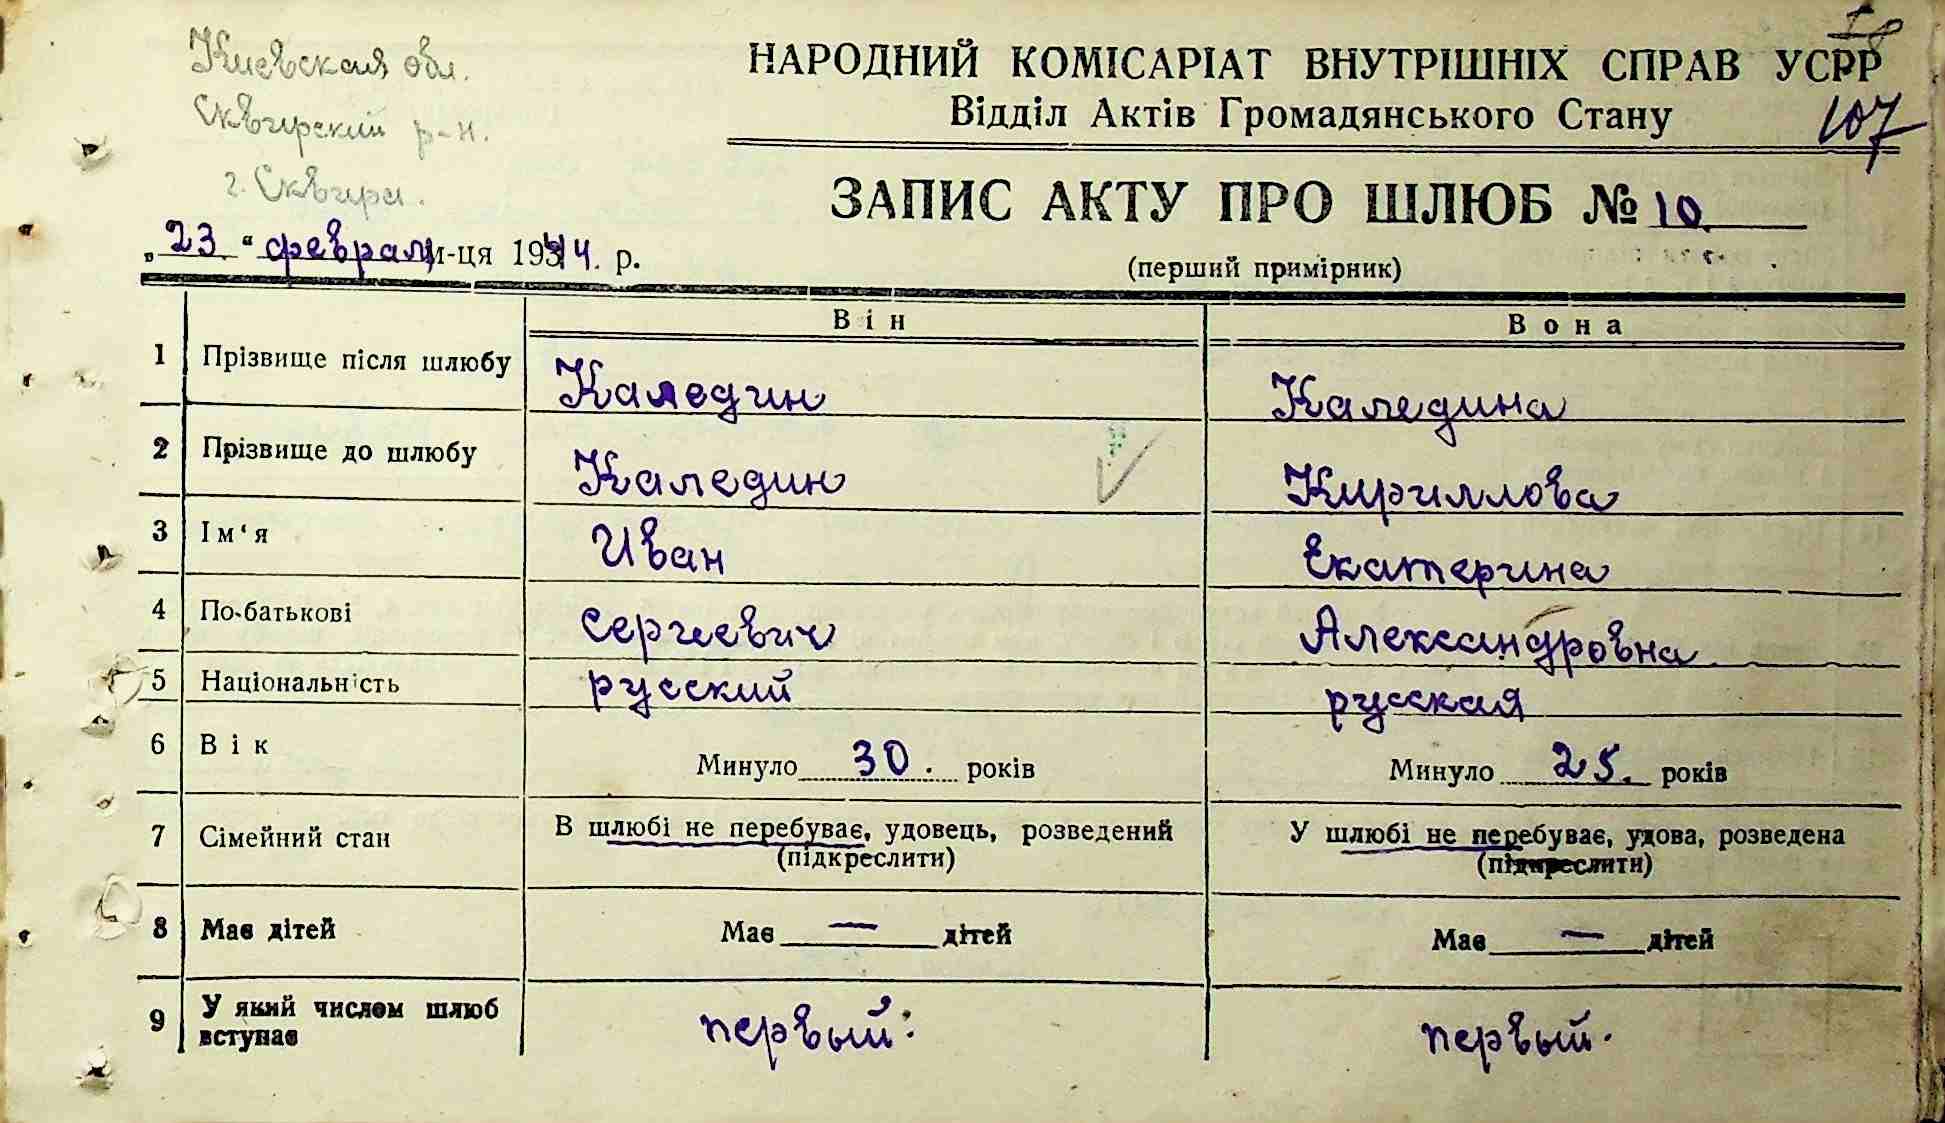 Киевская обл.
Сквирский р-н.
г. Сквира.
НАРОДНИЙ КОМІСАРІАТ ВНУТРІШНІХ СПРАВ УСРР
Відділ Актів Громадянського Стану
107
ЗАПИС АКТУ ПРО ШЛЮБ № 10
(перший примірник)
„23“ февраля м-ця 1944. р.
Він Вона
1 Прізвище після шлюбу Каледин Каледина
2 Прізвище до шлюбу Каледин Кириллова
3 Ім‘я Иван Екатерина
4 По-батькові Сергеевич Александровна
5 Національність русский русская
6 Вік Минуло 30. років Минуло 25. років
7 Сімейний стан В шлюбі не перебуває, удовець, розведений У шлюбі не перебуває, удова, розведена
(підкреслити) (підкреслити)
8 Має дітей Має — дітей Має — дітей
9 У який числом шлюб вступає первый. первый.